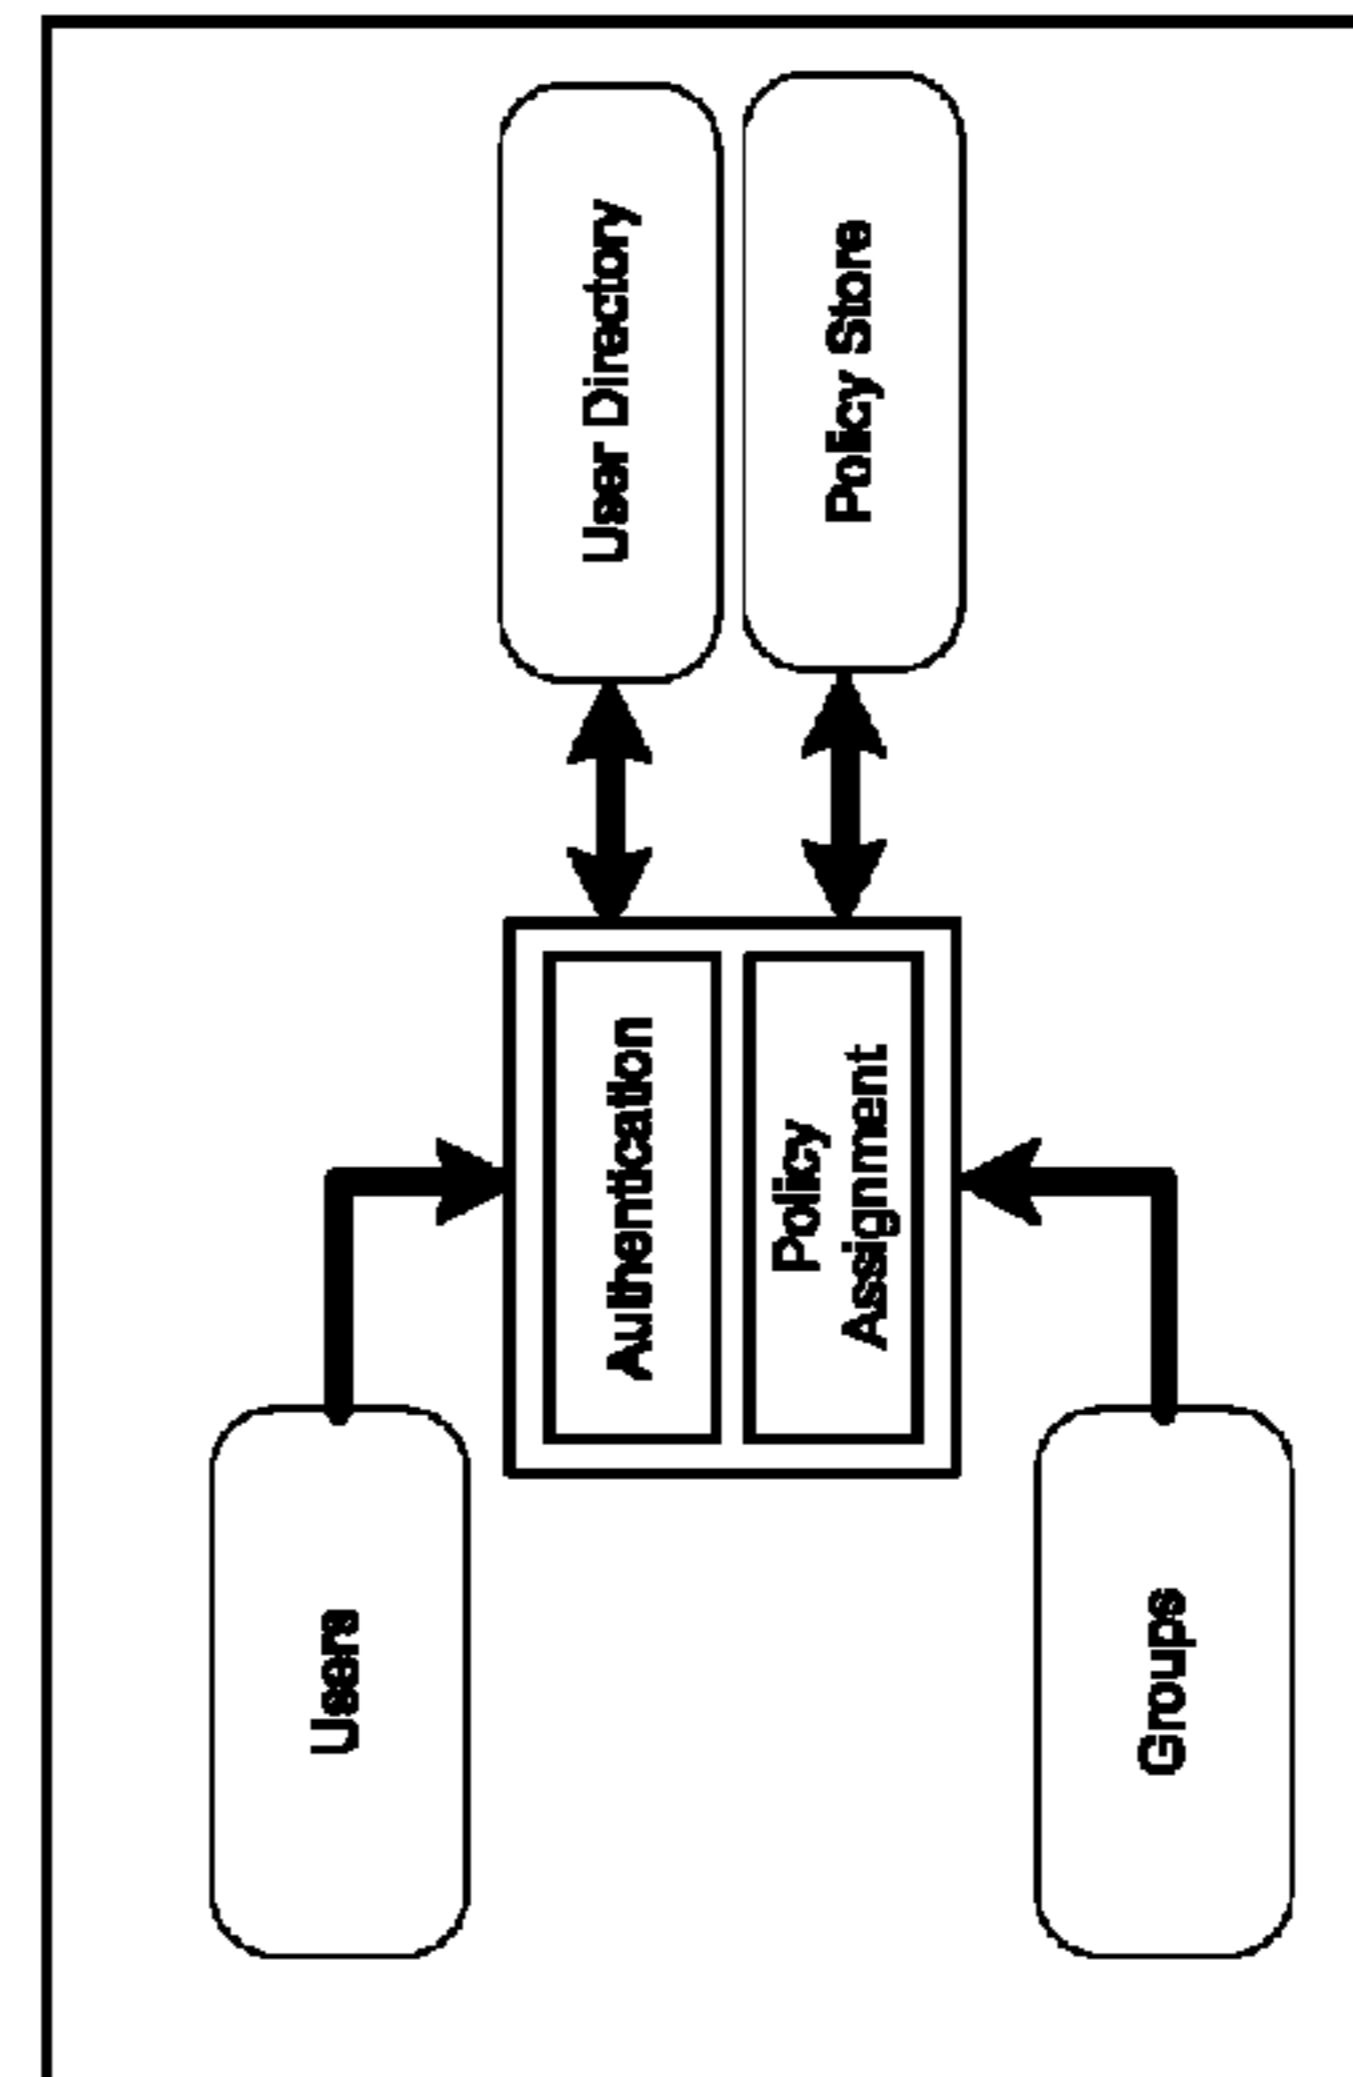 Users
Authentication
User Directory
Policy
Assignment
Policy Store
Groups